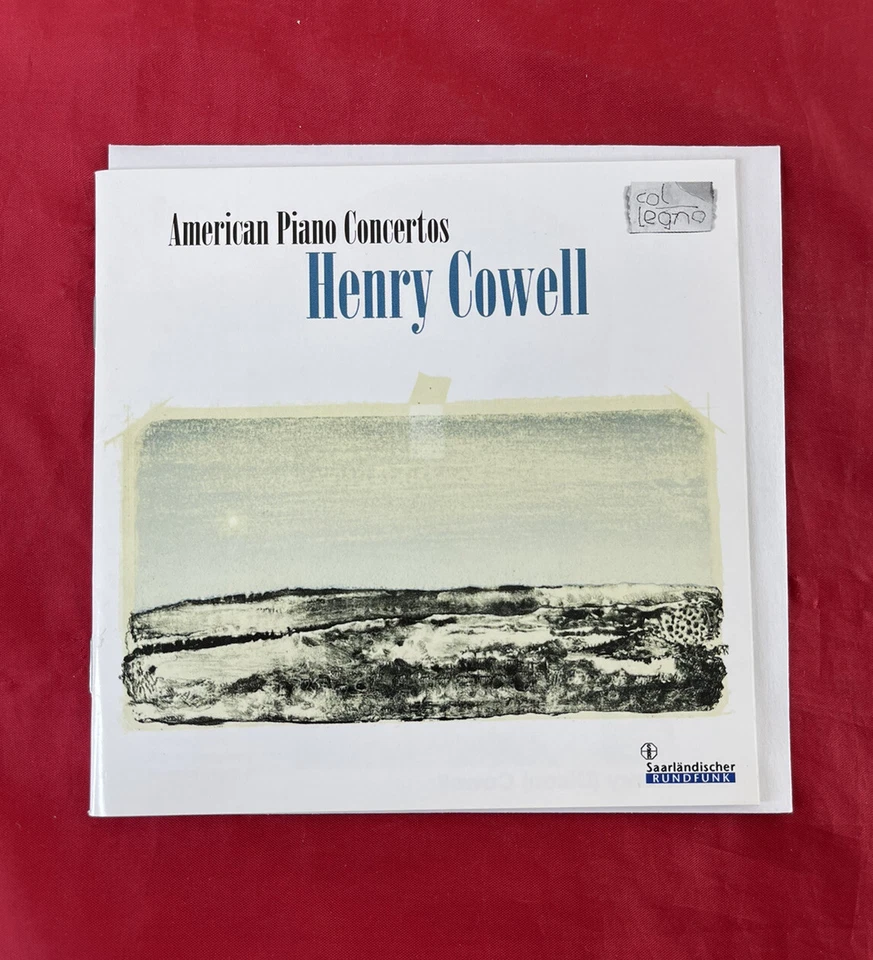 American Piano Concertos
Henry Cowell
col
legno
Saarländischer
RUNDFUNK